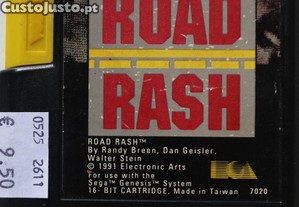 CustoJusto.pt
ROAD
RASH
ROAD RASH™
By Randy Breen, Dan Geisler,
Walter Stein
© 1991 Electronic Arts
For use with the
Sega™ Genesis™ System
16-BIT CARTRIDGE, Made in Taiwan 7020
EA
0525 2611
€ 9.50